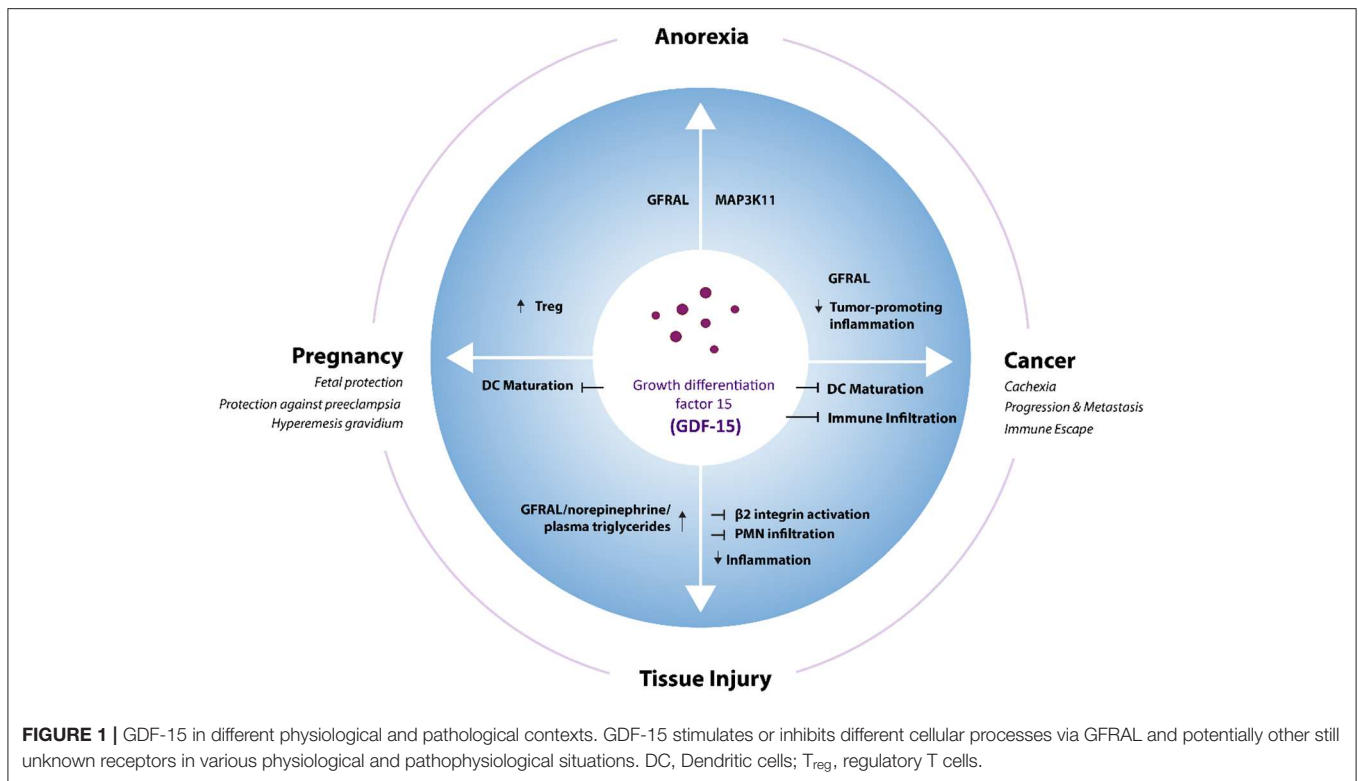 Anorexia
GFRAL
MAP3K11
↑ Treg
GFRAL
↓ Tumor-promoting
inflammation
Pregnancy
Fetal protection
Protection against preeclampsia
Hyperemesis gravidium
DC Maturation
Growth differentiation
factor 15
(GDF-15)
DC Maturation
Immune Infiltration
Cancer
Cachexia
Progression & Metastasis
Immune Escape
GFRAL/norepinephrine/
plasma triglycerides ↑
β2 integrin activation
PMN infiltration
↓ Inflammation
Tissue Injury
FIGURE 1 | GDF-15 in different physiological and pathological contexts. GDF-15 stimulates or inhibits different cellular processes via GFRAL and potentially other still
unknown receptors in various physiological and pathophysiological situations. DC, Dendritic cells; Treg, regulatory T cells.